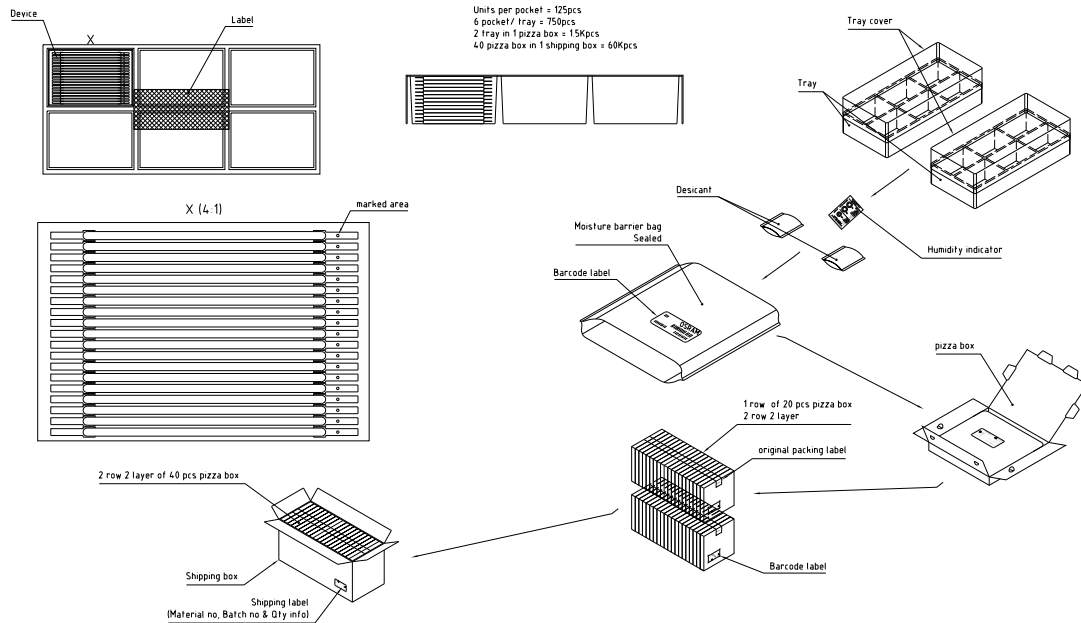 Units per pocket = 125pcs
6 pocket/ tray = 750pcs
2 tray in 1 pizza box = 1.5Kpcs
40 pizza box in 1 shipping box = 60Kpcs
Device
Label
X
Tray cover
Tray
X (4:1)
marked area
Desicant
Moisture barrier bag
Sealed
Humidity indicator
Barcode label
OSRAM
pizza box
1 row of 20 pcs pizza box
2 row 2 layer
original packing label
2 row 2 layer of 40 pcs pizza box
Barcode label
Shipping box
Shipping label
(Material no, Batch no & Qty info)